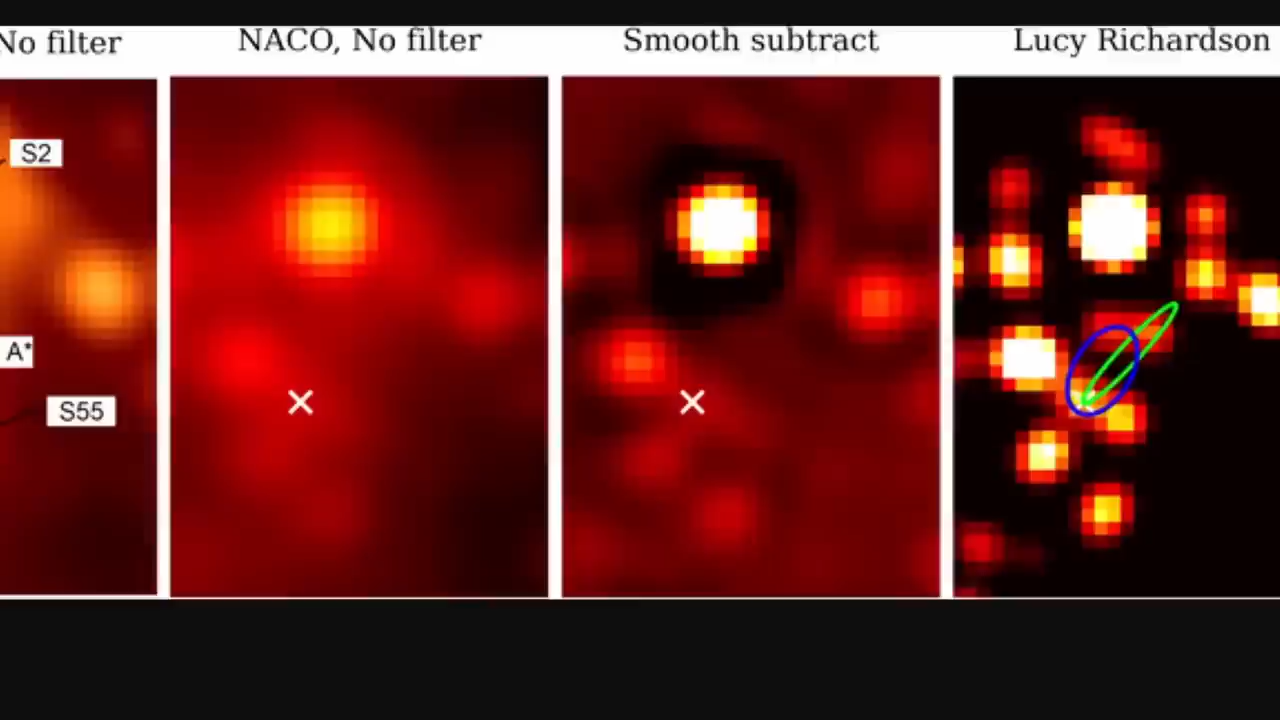 No filter
NACO, No filter
Smooth subtract
Lucy Richardson
S2
A*
S55